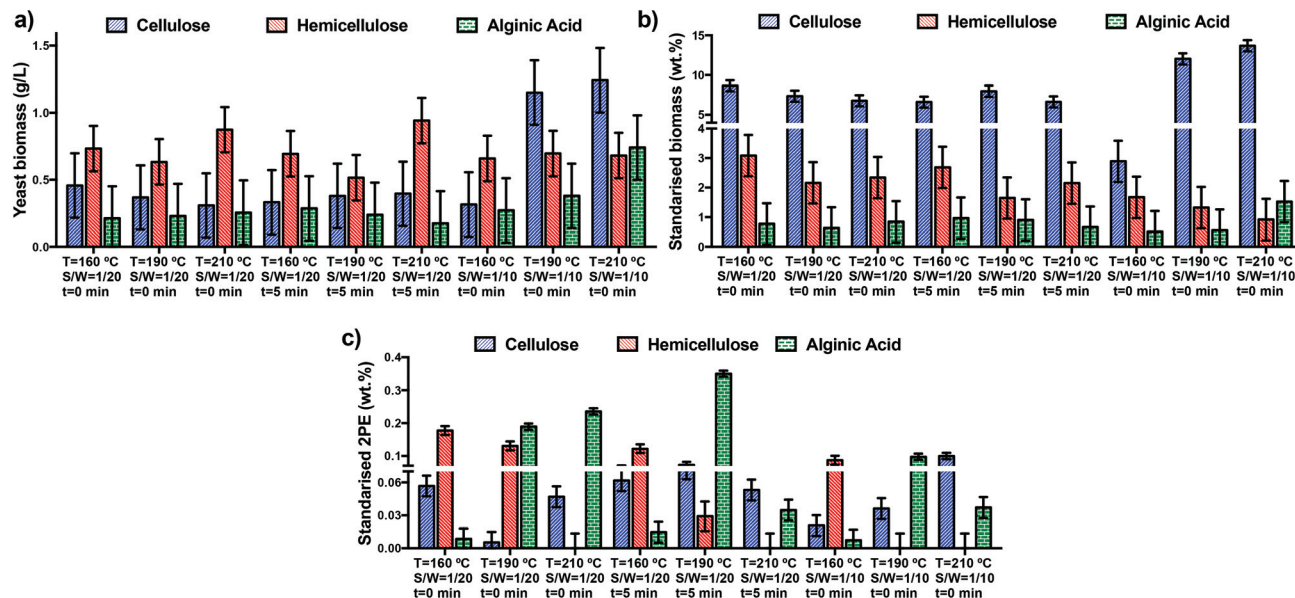 a)
Cellulose Hemicellulose Alginic Acid
Yeast biomass (g/L)
1.5
1.0
0.5
0.0
T=160 ºC T=190 ºC T=210 ºC T=160 ºC T=190 ºC T=210 ºC T=160 ºC T=190 ºC T=210 ºC
S/W=1/20 S/W=1/20 S/W=1/20 S/W=1/20 S/W=1/20 S/W=1/20 S/W=1/10 S/W=1/10 S/W=1/10
t=0 min t=0 min t=0 min t=5 min t=5 min t=5 min t=0 min t=0 min t=0 min
b)
Cellulose Hemicellulose Alginic Acid
Standarised biomass (wt.%)
15
10
5
4
3
2
1
0
T=160 ºC T=190 ºC T=210 ºC T=160 ºC T=190 ºC T=210 ºC T=160 ºC T=190 ºC T=210 ºC
S/W=1/20 S/W=1/20 S/W=1/20 S/W=1/20 S/W=1/20 S/W=1/20 S/W=1/10 S/W=1/10 S/W=1/10
t=0 min t=0 min t=0 min t=5 min t=5 min t=5 min t=0 min t=0 min t=0 min
c)
Cellulose Hemicellulose Alginic Acid
Standarised 2PE (wt.%)
0.4
0.3
0.2
0.1
0.06
0.03
0.00
T=160 ºC T=190 ºC T=210 ºC T=160 ºC T=190 ºC T=210 ºC T=160 ºC T=190 ºC T=210 ºC
S/W=1/20 S/W=1/20 S/W=1/20 S/W=1/20 S/W=1/20 S/W=1/20 S/W=1/10 S/W=1/10 S/W=1/10
t=0 min t=0 min t=0 min t=5 min t=5 min t=5 min t=0 min t=0 min t=0 min